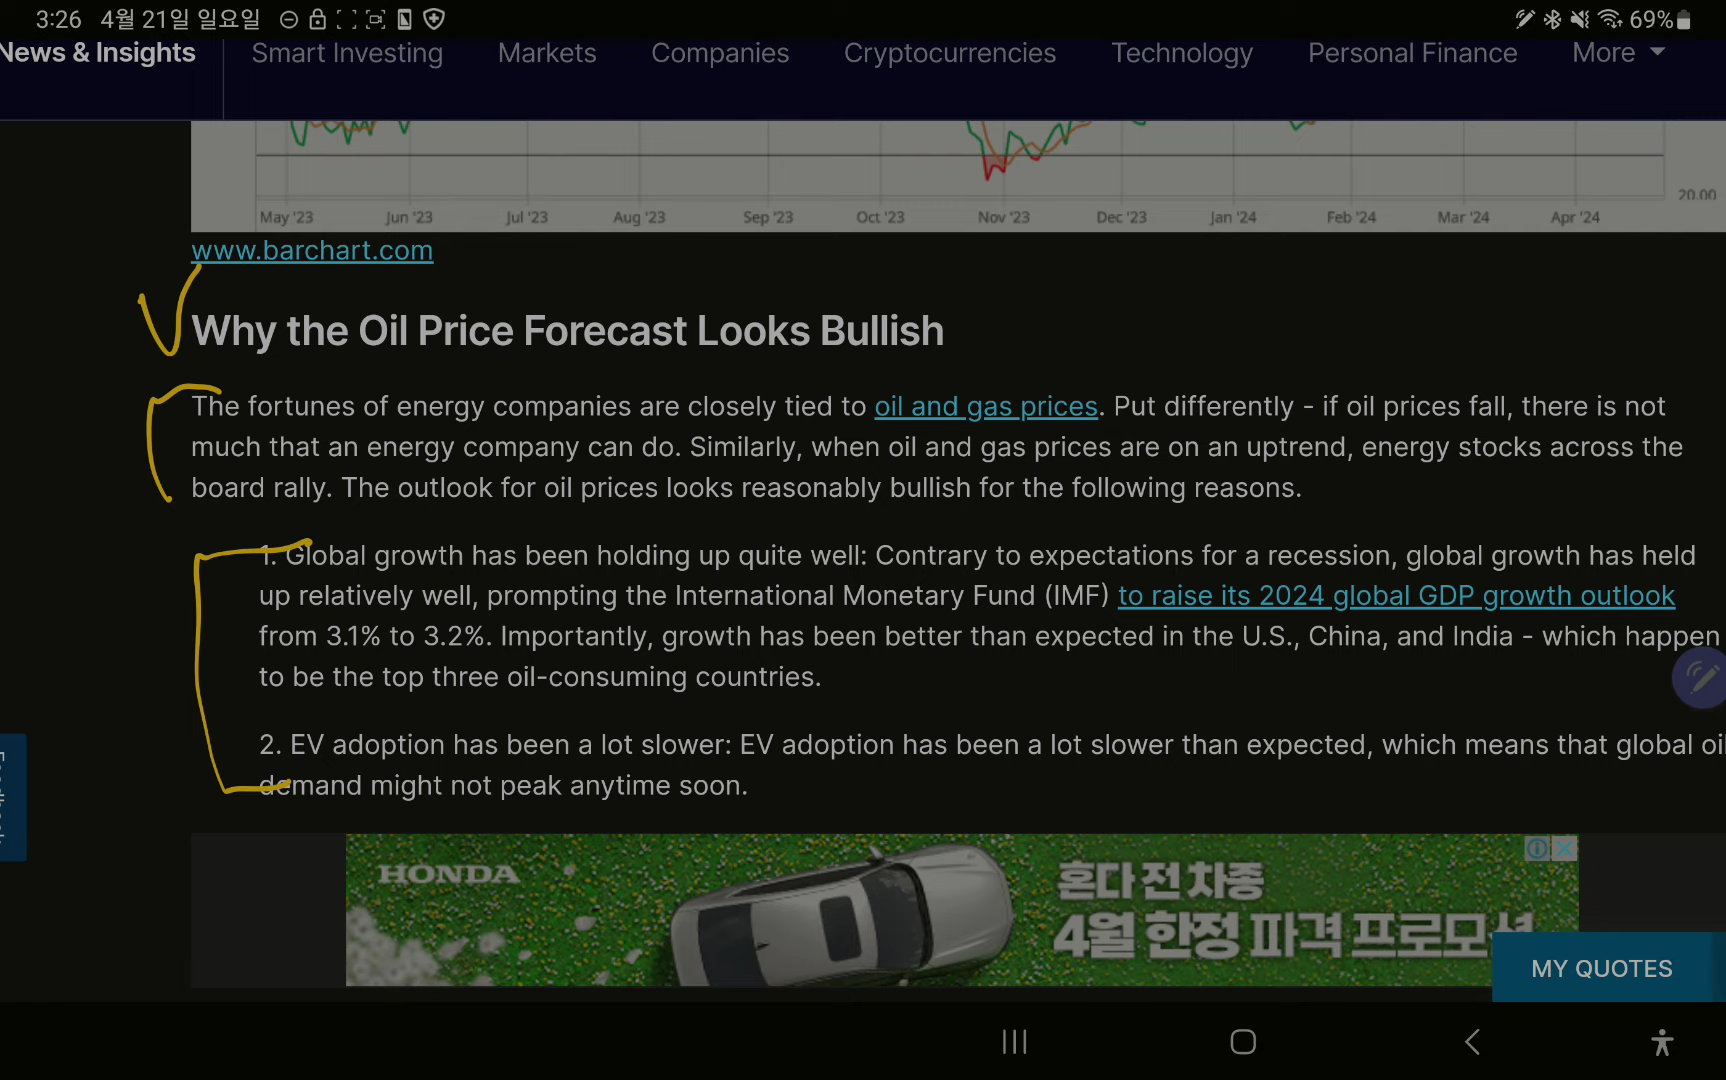 3:26 4월 21일 일요일 69%
News & Insights Smart Investing Markets Companies Cryptocurrencies Technology Personal Finance More
20.00
May '23 Jun '23 Jul '23 Aug '23 Sep '23 Oct '23 Nov '23 Dec '23 Jan '24 Feb '24 Mar '24 Apr '24
www.barchart.com
Why the Oil Price Forecast Looks Bullish
The fortunes of energy companies are closely tied to oil and gas prices. Put differently - if oil prices fall, there is not
much that an energy company can do. Similarly, when oil and gas prices are on an uptrend, energy stocks across the
board rally. The outlook for oil prices looks reasonably bullish for the following reasons.
1. Global growth has been holding up quite well: Contrary to expectations for a recession, global growth has held
up relatively well, prompting the International Monetary Fund (IMF) to raise its 2024 global GDP growth outlook
from 3.1% to 3.2%. Importantly, growth has been better than expected in the U.S., China, and India - which happen
to be the top three oil-consuming countries.
2. EV adoption has been a lot slower: EV adoption has been a lot slower than expected, which means that global oil
demand might not peak anytime soon.
HONDA
혼다 전 차종
4월 한정 파격 프로모션
MY QUOTES